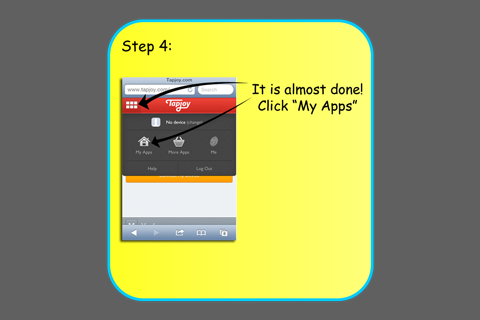 Step 4:
Tapjoy.com
www.tapjoy.com
Search
Tapjoy
It is almost done!
Click “My Apps”
No device
My Apps
More Apps
Me
Help
Log Out